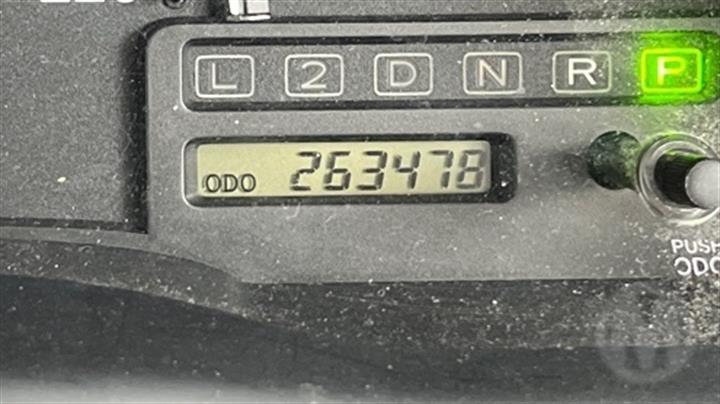 L 2 D N R P
ODO 263478
PUSH
ODO